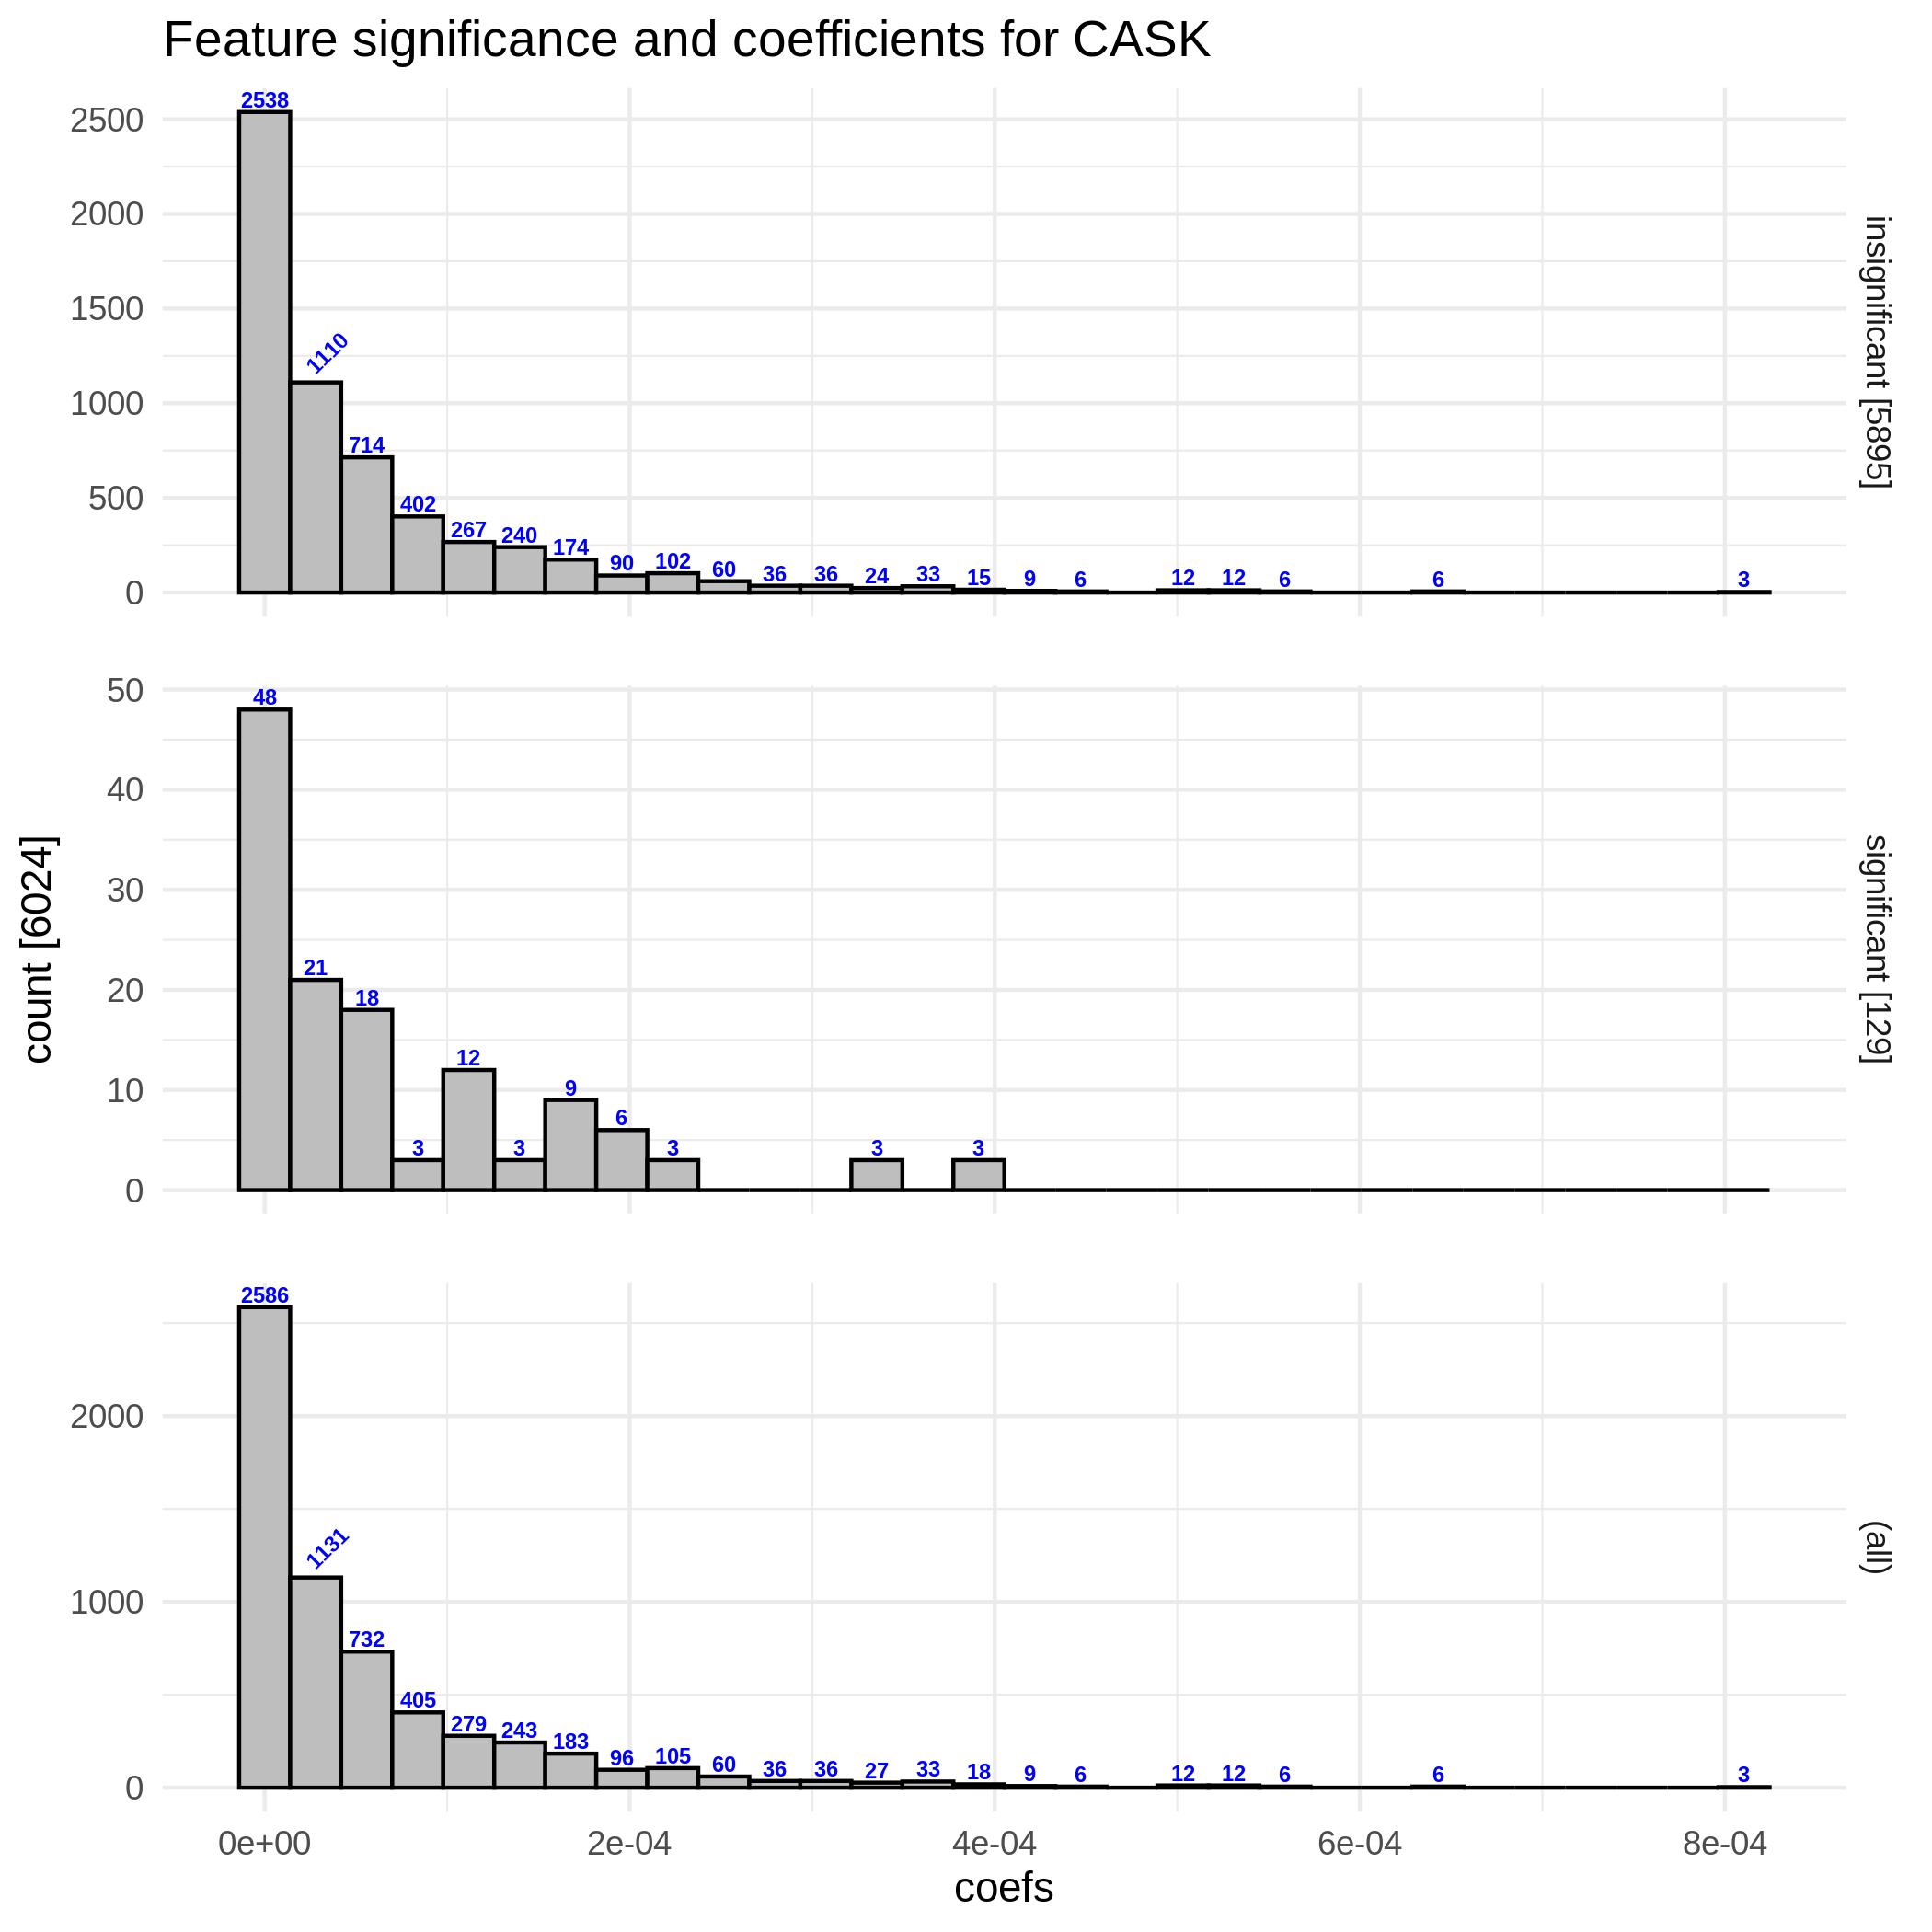 Feature significance and coefficients for CASK
2538
2500
2000
1500
1110
1000
714
500
402
267 240 174 90 102 60 36 36 24 33 15 9 6 12 12 6 6 3
0
insignificant [5895]
50
48
40
30
21
20
18
12
10
9
6
3 3 3 3 3
0
significant [129]
count [6024]
2586
2000
1131
1000
732
405
279 243 183 96 105 60 36 36 27 33 18 9 6 12 12 6 6 3
0
(all)
0e+00 2e-04 4e-04 6e-04 8e-04
coefs